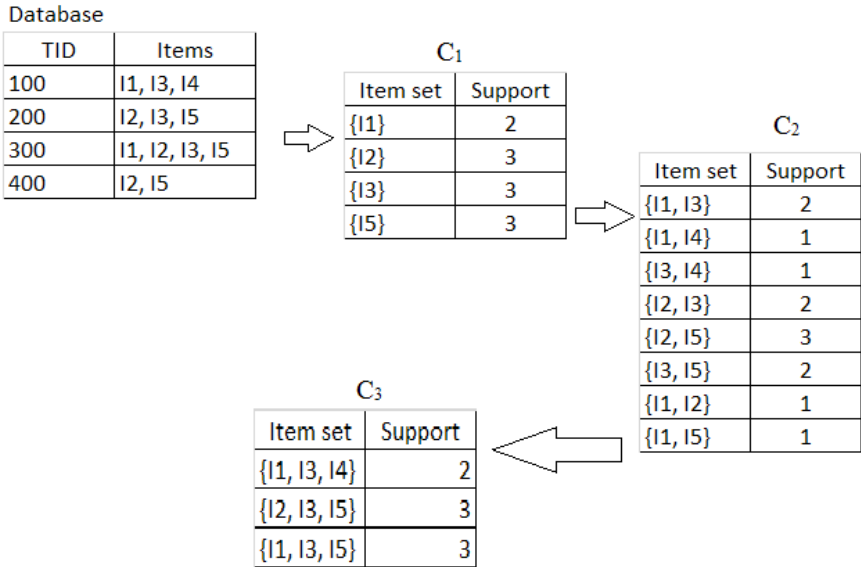 Database
TID Items
100 I1, I3, I4
200 I2, I3, I5
300 I1, I2, I3, I5
400 I2, I5
C1
Item set Support
{I1} 2
{I2} 3
{I3} 3
{I5} 3
C2
Item set Support
{I1, I3} 2
{I1, I4} 1
{I3, I4} 1
{I2, I3} 2
{I2, I5} 3
{I3, I5} 2
{I1, I2} 1
{I1, I5} 1
C3
Item set Support
{I1, I3, I4} 2
{I2, I3, I5} 3
{I1, I3, I5} 3